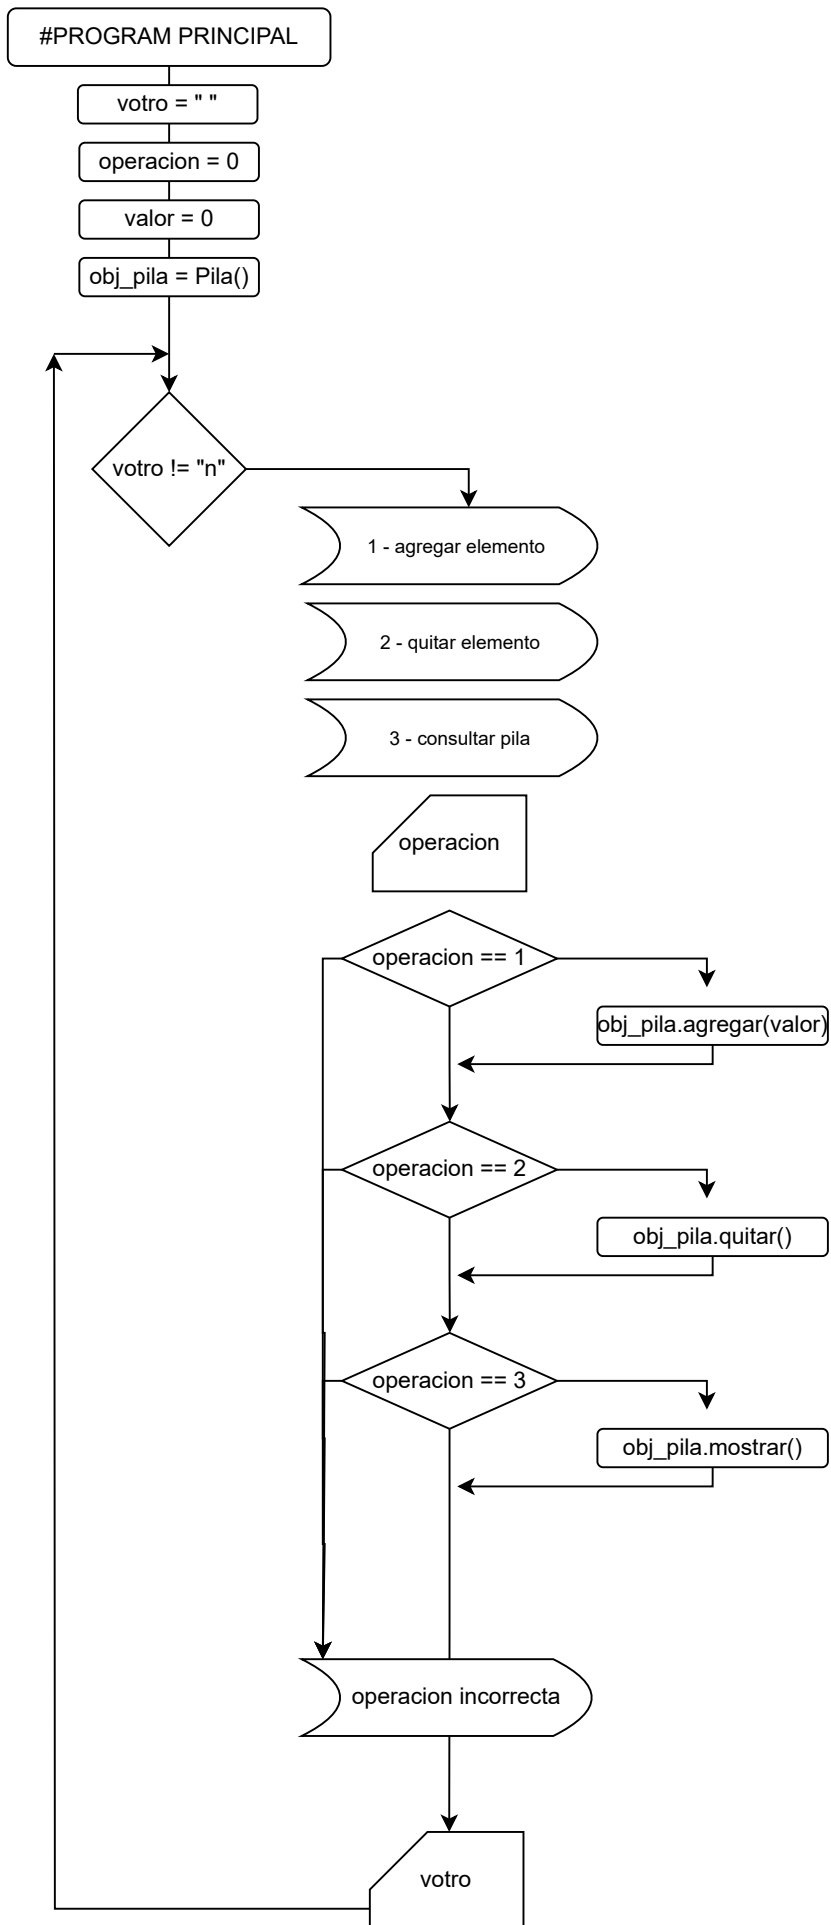 #PROGRAM PRINCIPAL
votro = " "
operacion = 0
valor = 0
obj_pila = Pila()
votro != "n"
1 - agregar elemento
2 - quitar elemento
3 - consultar pila
operacion
operacion == 1
obj_pila.agregar(valor)
operacion == 2
obj_pila.quitar()
operacion == 3
obj_pila.mostrar()
operacion incorrecta
votro